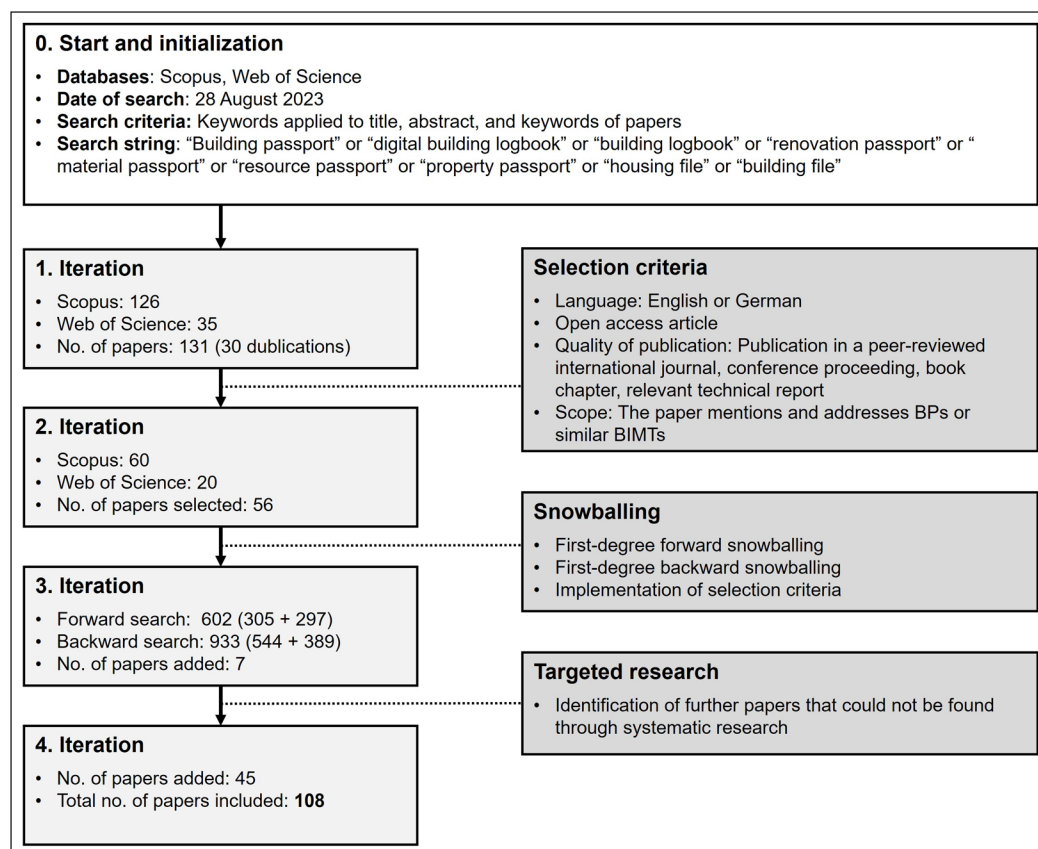 0. Start and initialization
• Databases: Scopus, Web of Science
• Date of search: 28 August 2023
• Search criteria: Keywords applied to title, abstract, and keywords of papers
• Search string: “Building passport” or “digital building logbook” or “building logbook” or “renovation passport” or “
material passport” or “resource passport” or “property passport” or “housing file” or “building file”
1. Iteration
• Scopus: 126
• Web of Science: 35
• No. of papers: 131 (30 dublications)
Selection criteria
• Language: English or German
• Open access article
• Quality of publication: Publication in a peer-reviewed
international journal, conference proceeding, book
chapter, relevant technical report
• Scope: The paper mentions and addresses BPs or
similar BIMTs
2. Iteration
• Scopus: 60
• Web of Science: 20
• No. of papers selected: 56
Snowballing
• First-degree forward snowballing
• First-degree backward snowballing
• Implementation of selection criteria
3. Iteration
• Forward search: 602 (305 + 297)
• Backward search: 933 (544 + 389)
• No. of papers added: 7
Targeted research
• Identification of further papers that could not be found
through systematic research
4. Iteration
• No. of papers added: 45
• Total no. of papers included: 108